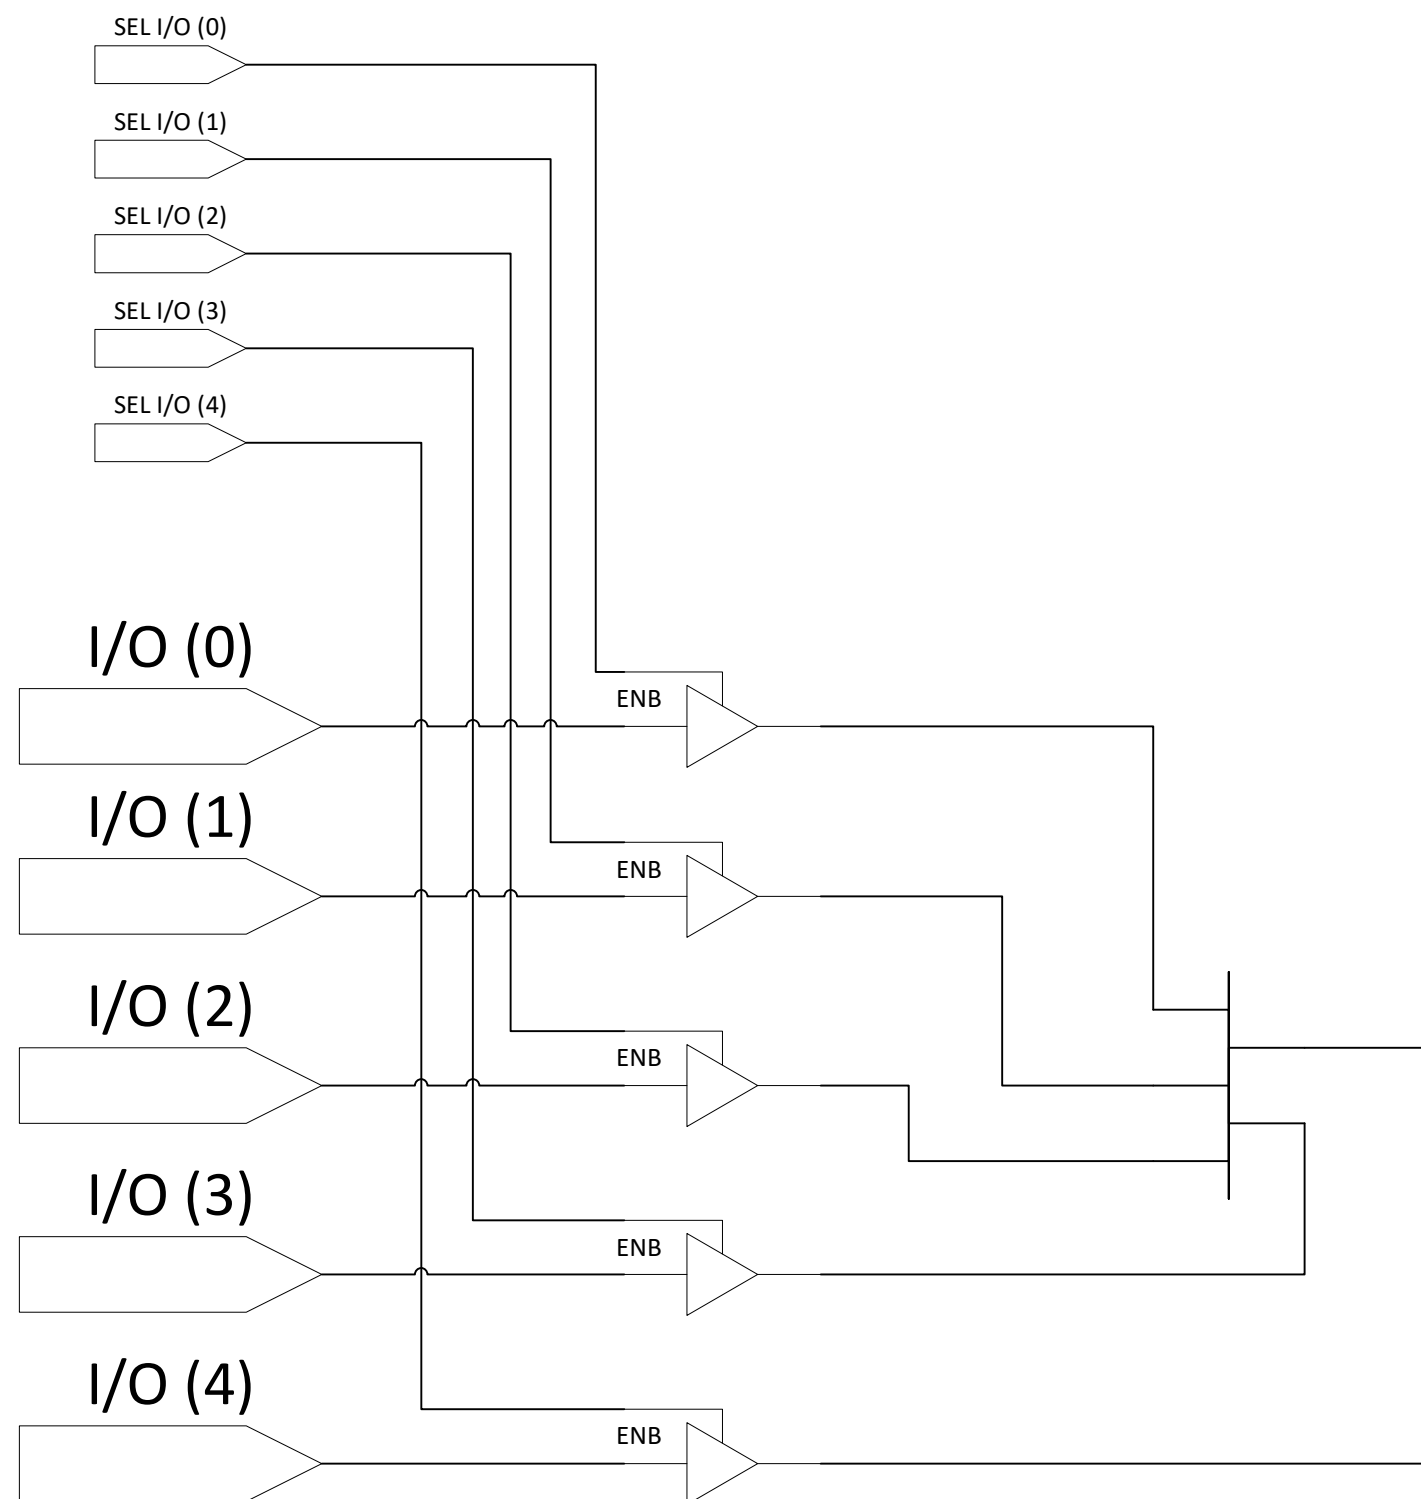 SEL I/O (0)
SEL I/O (1)
SEL I/O (2)
SEL I/O (3)
SEL I/O (4)
I/O (0)
ENB
I/O (1)
ENB
I/O (2)
ENB
I/O (3)
ENB
I/O (4)
ENB